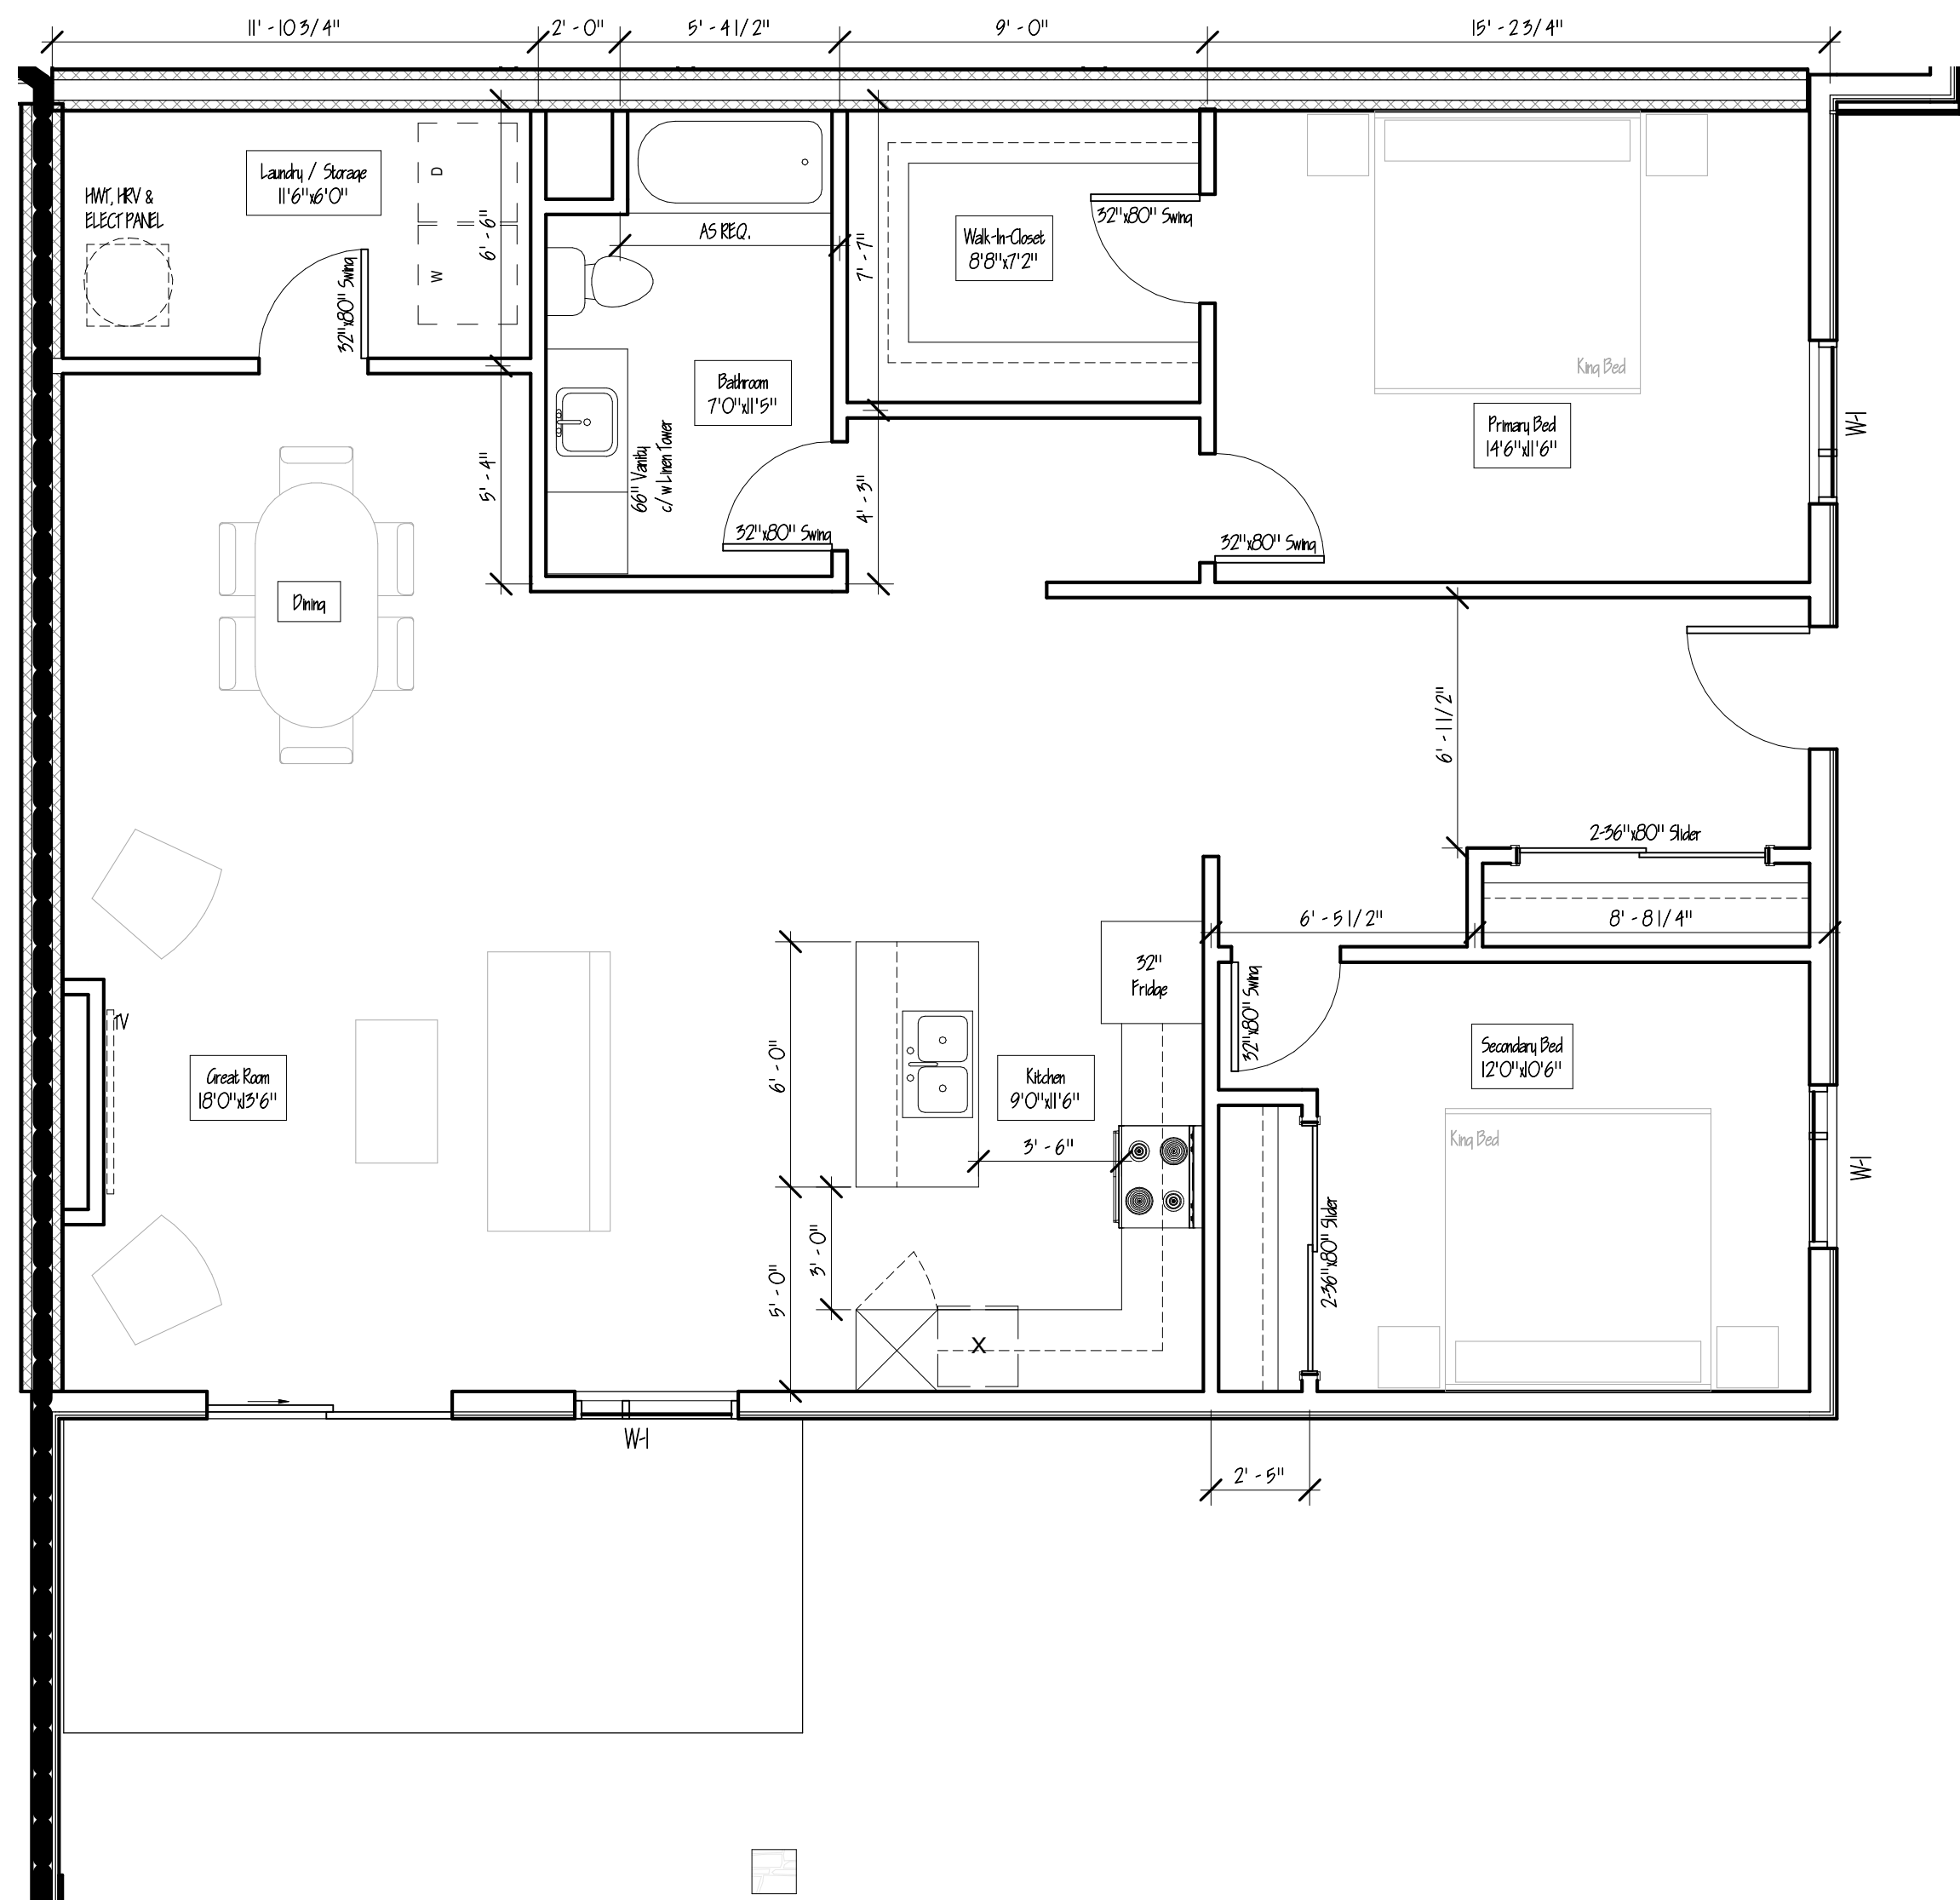 11' - 10 3/4"
2' - 0"
5' - 4 1/2"
9' - 0"
15' - 2 3/4"
Laundry / Storage
11'6"x6'0"
HWT, HRV &
ELECT PANEL
D
W
32"x80" Swing
6' - 6"
AS REQ.
7' - 7"
Walk-In-Closet
8'8"x7'2"
32"x80" Swing
King Bed
Primary Bed
14'6"x11'6"
W-1
Bathroom
7'0"x11'5"
66" Vanity
c/w Linen Tower
5' - 4"
4' - 3"
32"x80" Swing
32"x80" Swing
Dining
6' - 1 1/2"
2-36"x80" Slider
6' - 5 1/2"
8' - 8 1/4"
32"
Fridge
32"x80" Swing
TV
Great Room
18'0"x13'6"
6' - 0"
Kitchen
9'0"x11'6"
3' - 6"
Secondary Bed
12'0"x10'6"
King Bed
W-1
3' - 0"
5' - 0"
2-36"x80" Slider
X
W-1
2' - 5"